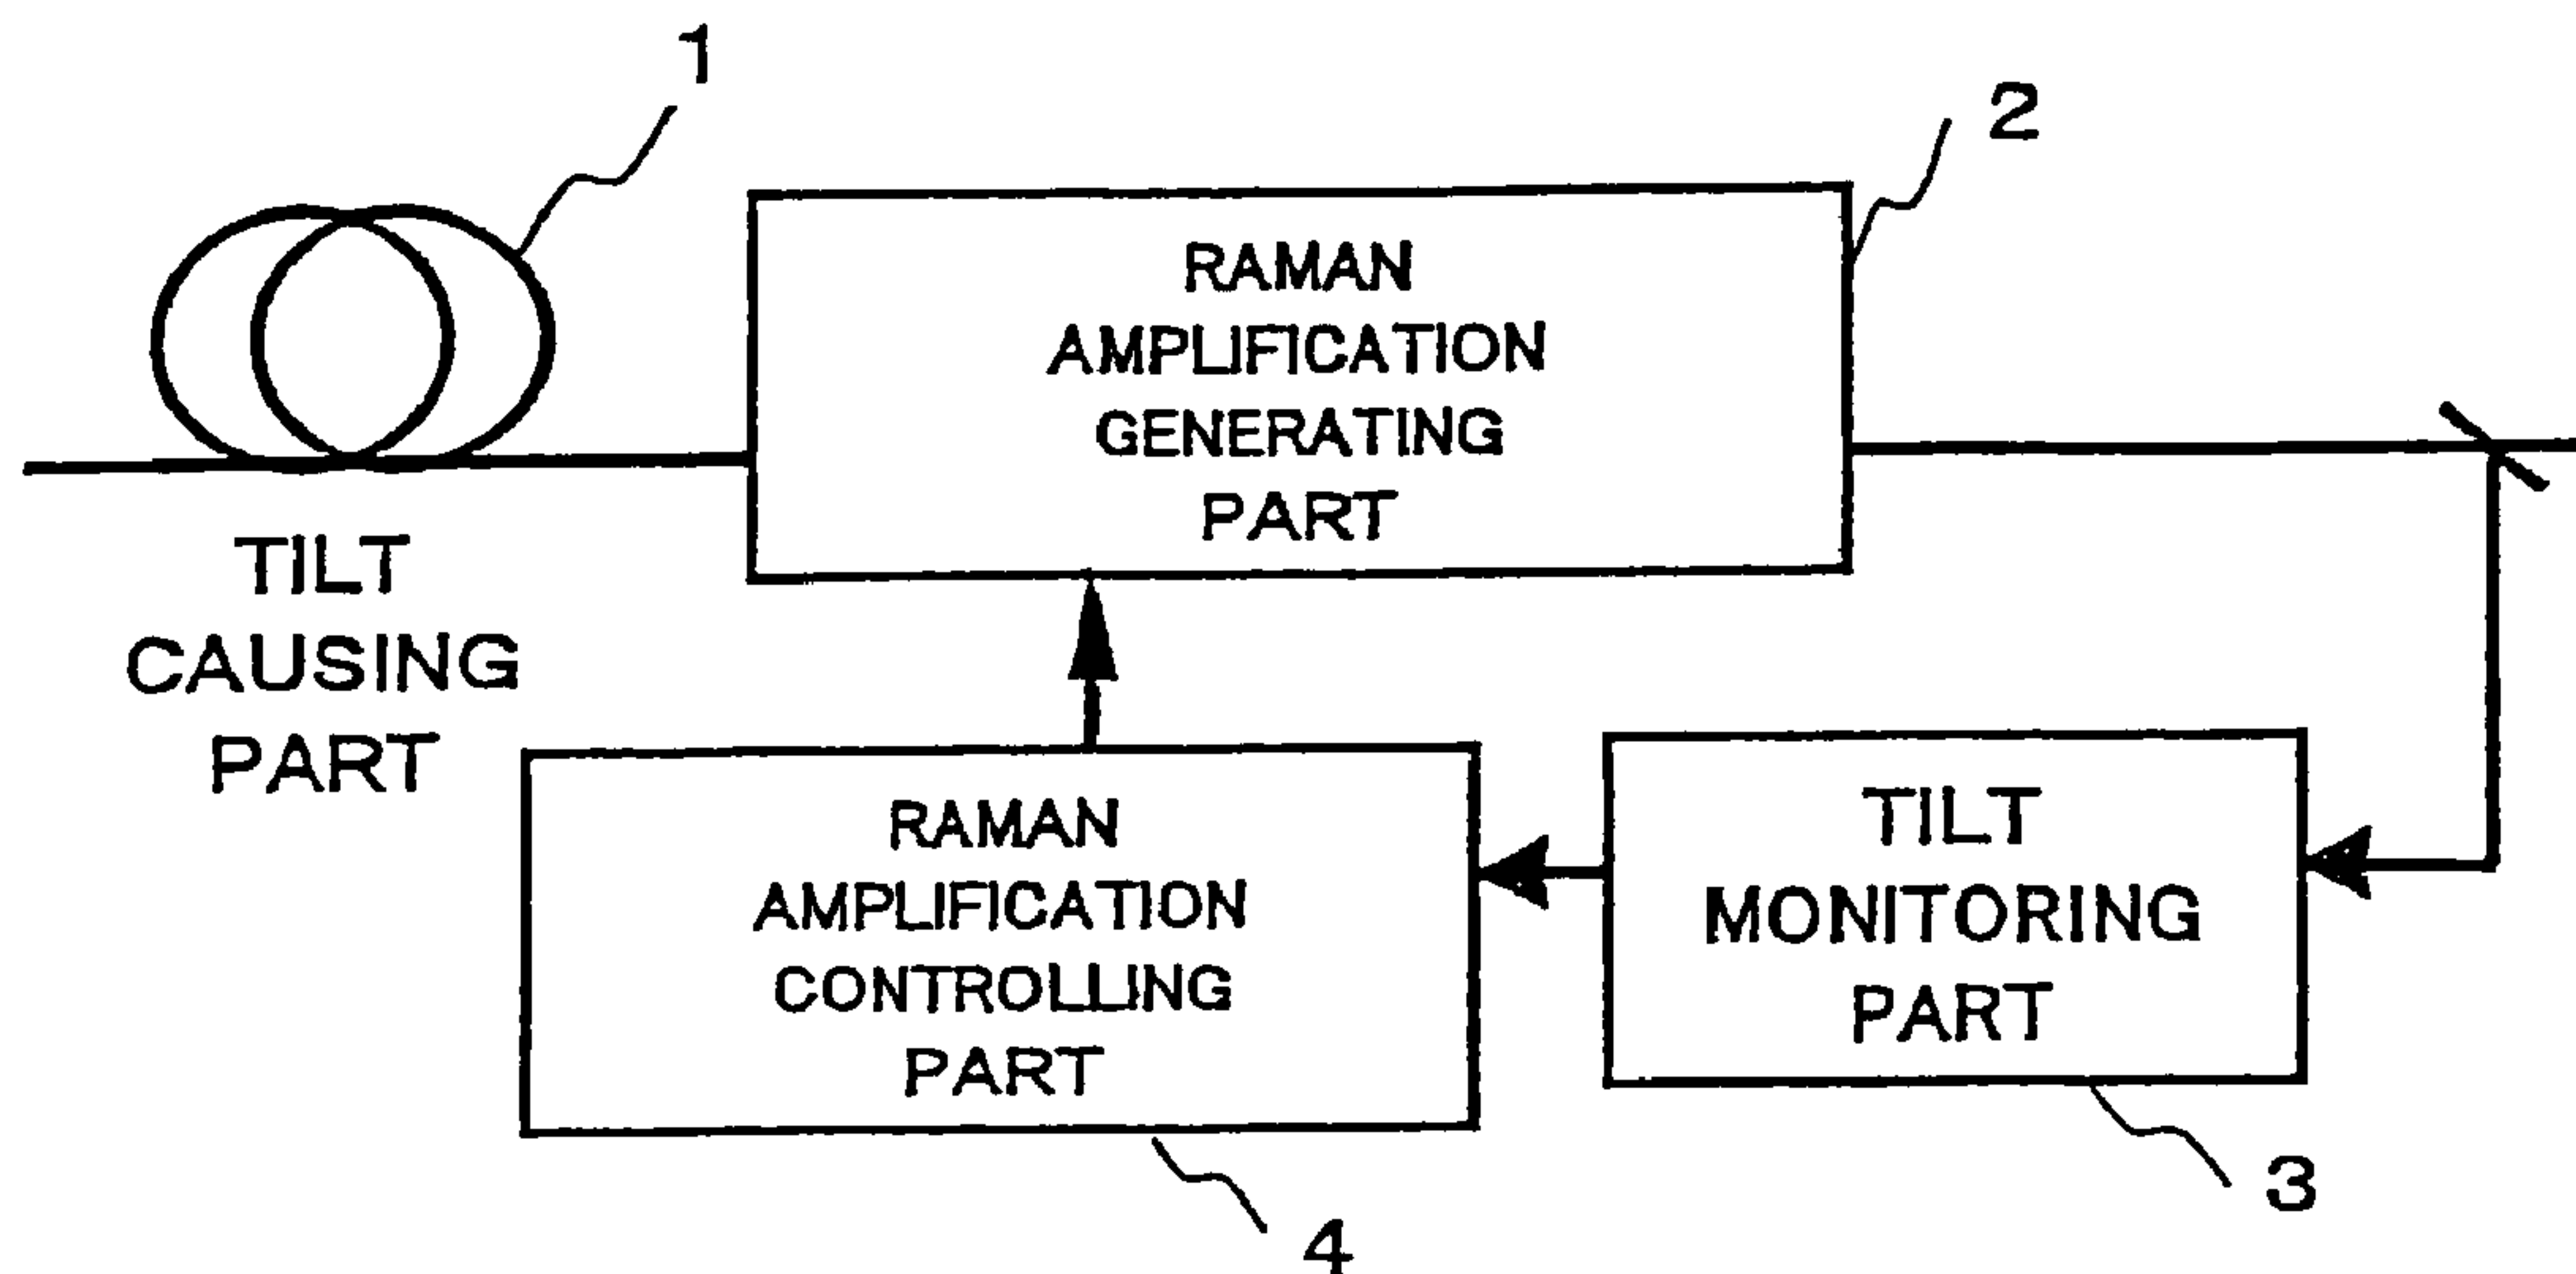 1
2
RAMAN
AMPLIFICATION
GENERATING
PART
TILT
CAUSING
PART
RAMAN
AMPLIFICATION
CONTROLLING
PART
TILT
MONITORING
PART
3
4